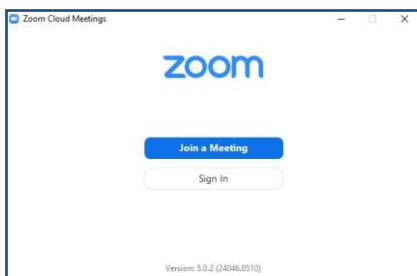 Zoom Cloud Meetings
zoom
Join a Meeting
Sign In
Version: 5.0.2 (24046.0510)